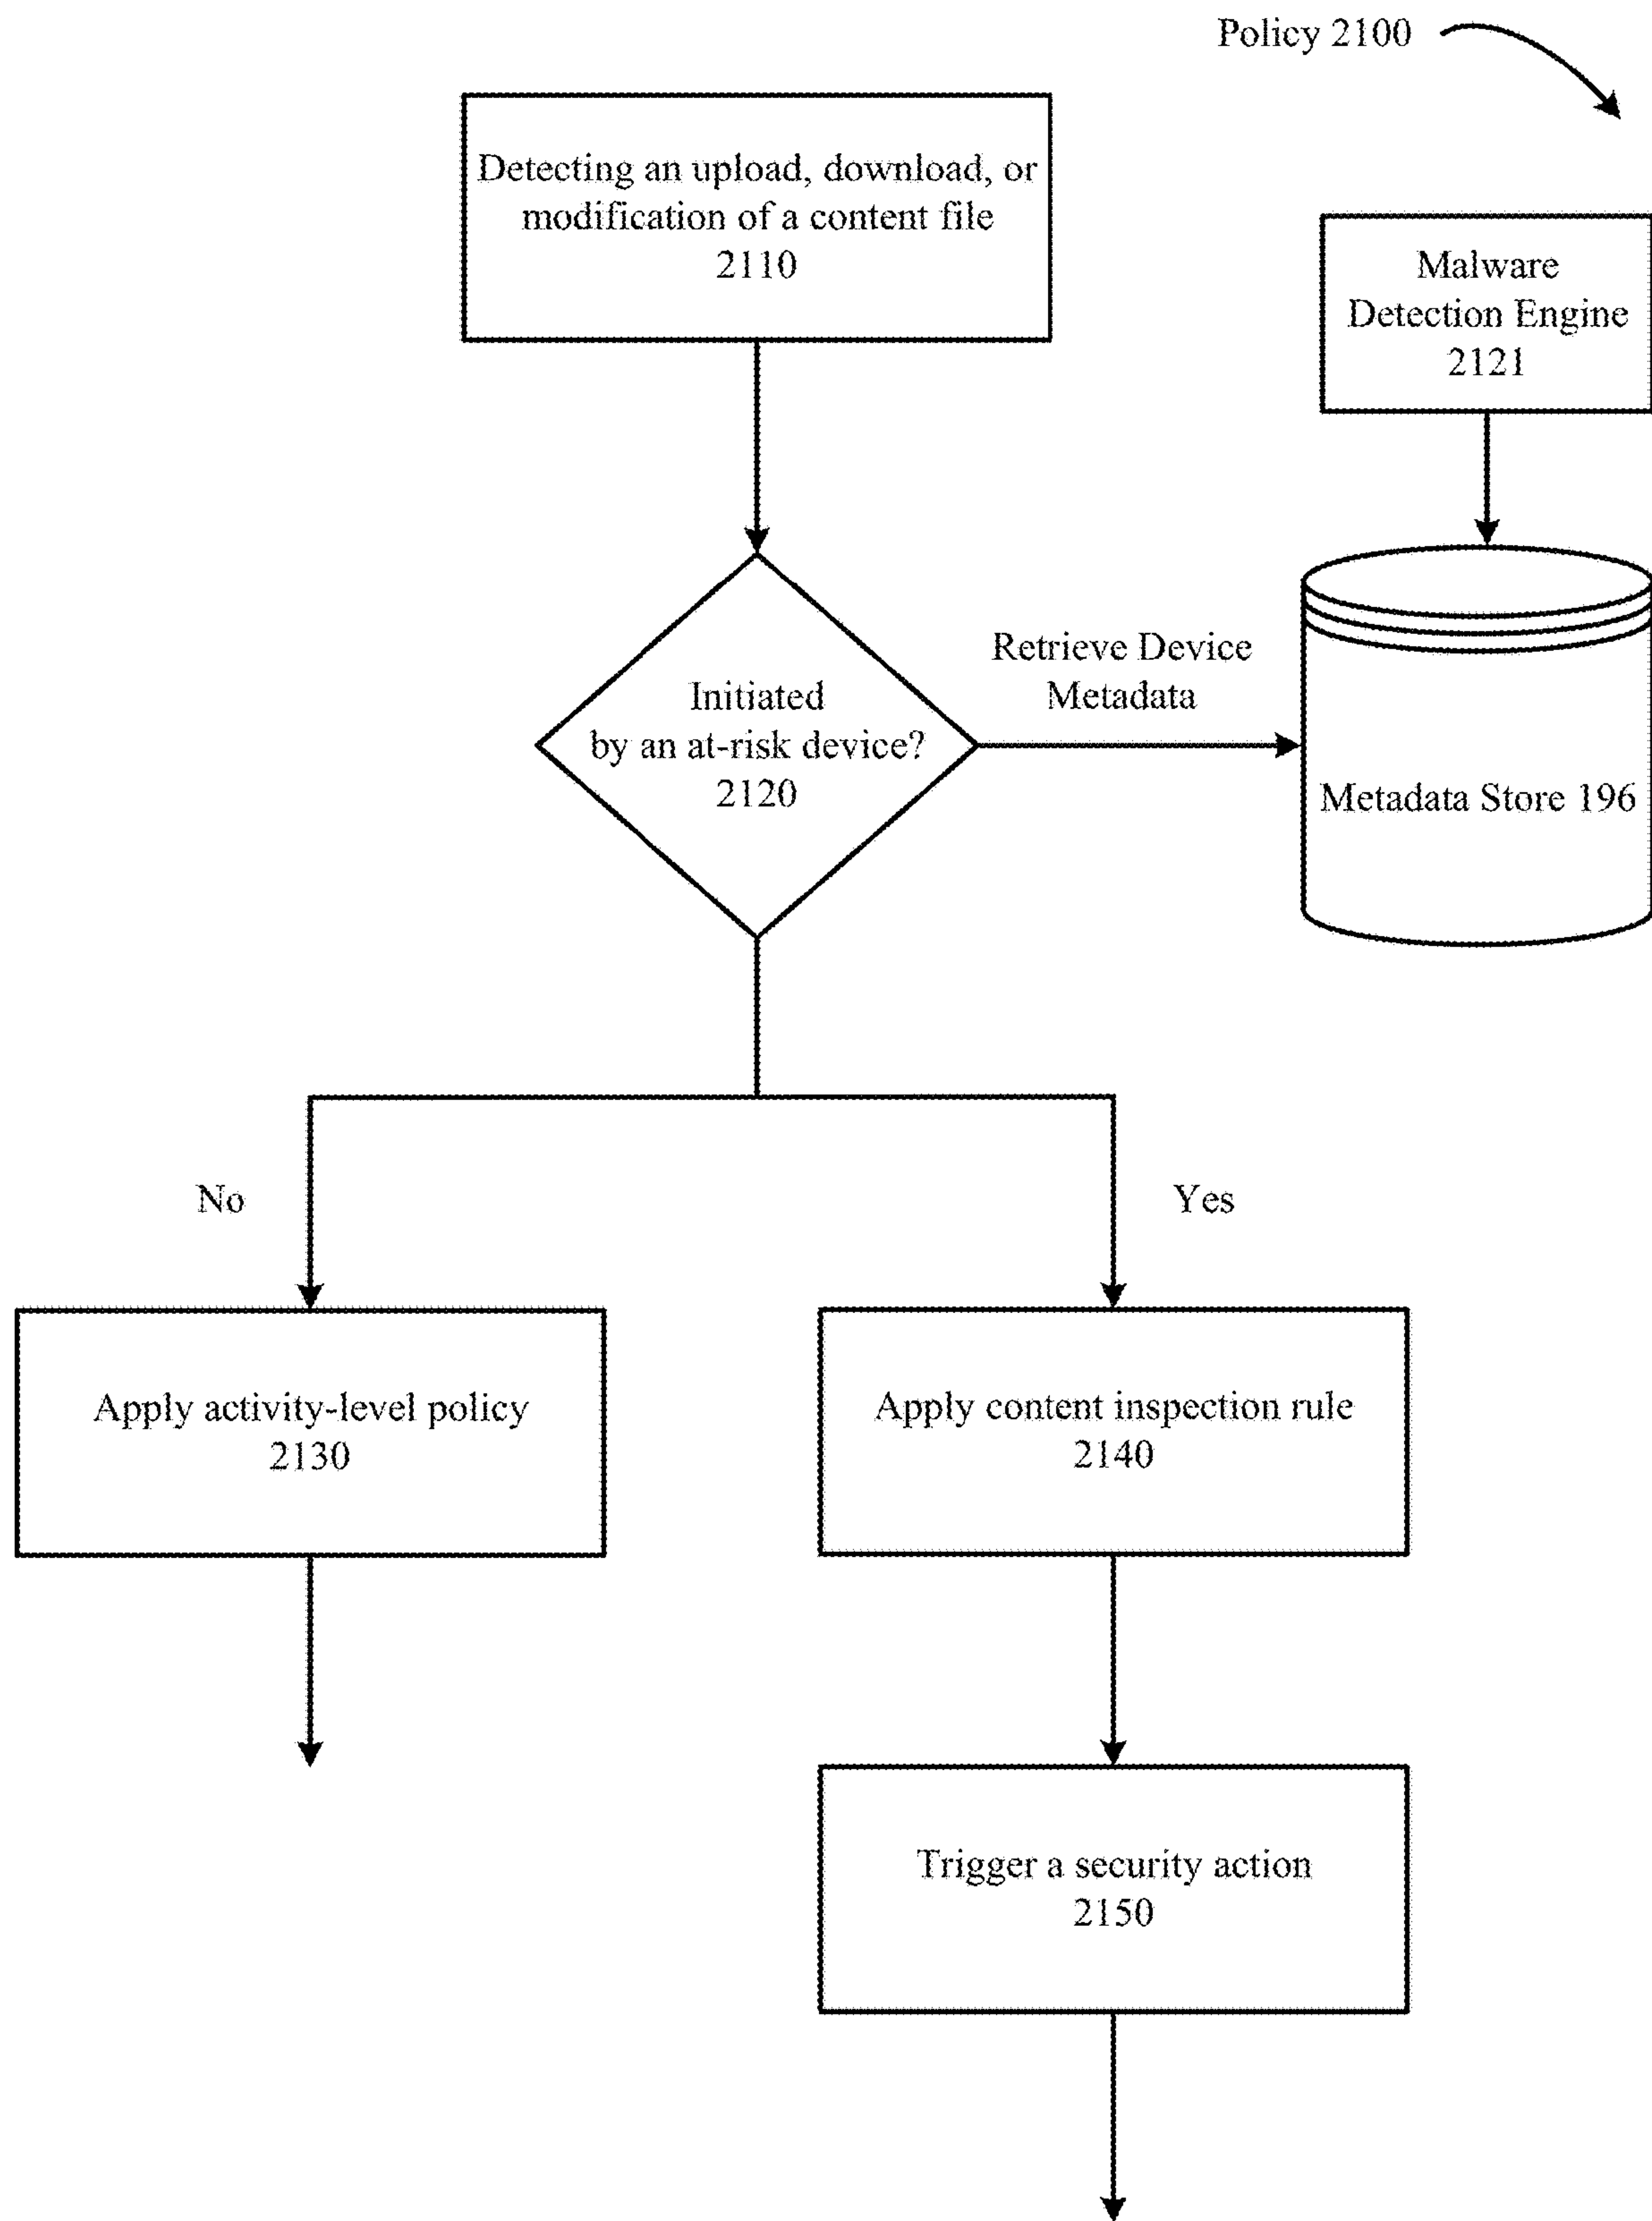 Policy 2100
Detecting an upload, download, or
modification of a content file
2110
Malware
Detection Engine
2121
Retrieve Device
Metadata
Initiated
by an at-risk device?
2120
Metadata Store 196
No
Yes
Apply activity-level policy
2130
Apply content inspection rule
2140
Trigger a security action
2150